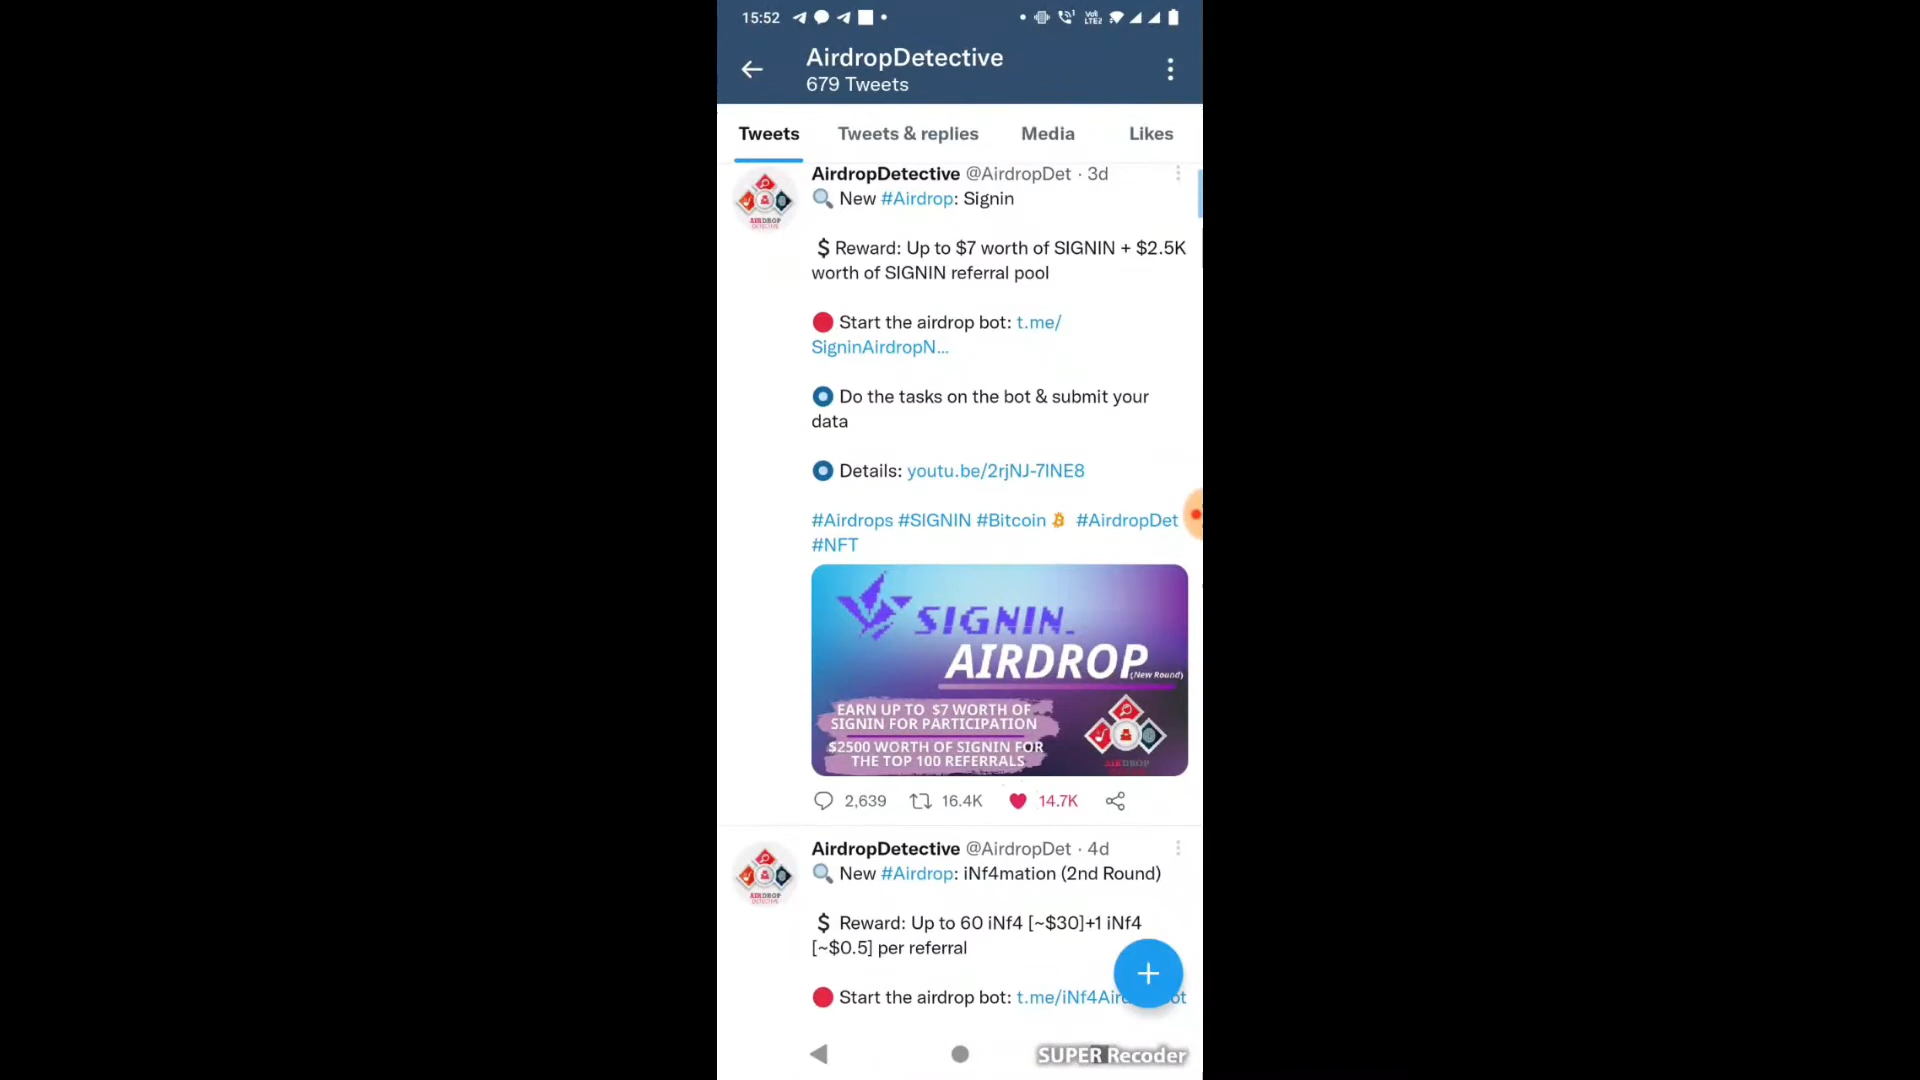 15:52
Vo) LTE2
AirdropDetective
679 Tweets
Tweets Tweets & replies Media Likes
AirdropDetective @AirdropDet · 3d
New #Airdrop: Signin
$ Reward: Up to $7 worth of SIGNIN + $2.5K
worth of SIGNIN referral pool
Start the airdrop bot: t.me/
SigninAirdropN...
Do the tasks on the bot & submit your
data
Details: youtu.be/2rjNJ-7lNE8
#Airdrops #SIGNIN #Bitcoin #AirdropDet
#NFT
SIGNIN_
AIRDROP
(New Round)
EARN UP TO $7 WORTH OF
SIGNIN FOR PARTICIPATION
$2500 WORTH OF SIGNIN FOR
THE TOP 100 REFERRALS
AIRDROP
2,639 16.4K 14.7K
AirdropDetective @AirdropDet · 4d
New #Airdrop: iNf4mation (2nd Round)
$ Reward: Up to 60 iNf4 [~$30]+1 iNf4
[~$0.5] per referral
Start the airdrop bot: t.me/iNf4Air
SUPER Recoder